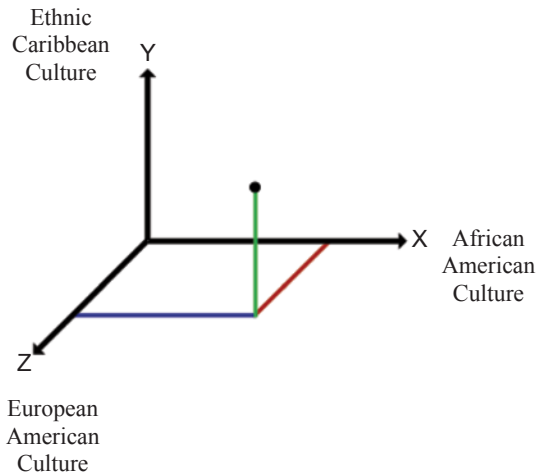 Ethnic
Caribbean
Culture
Y
X
African
American
Culture
Z
European
American
Culture